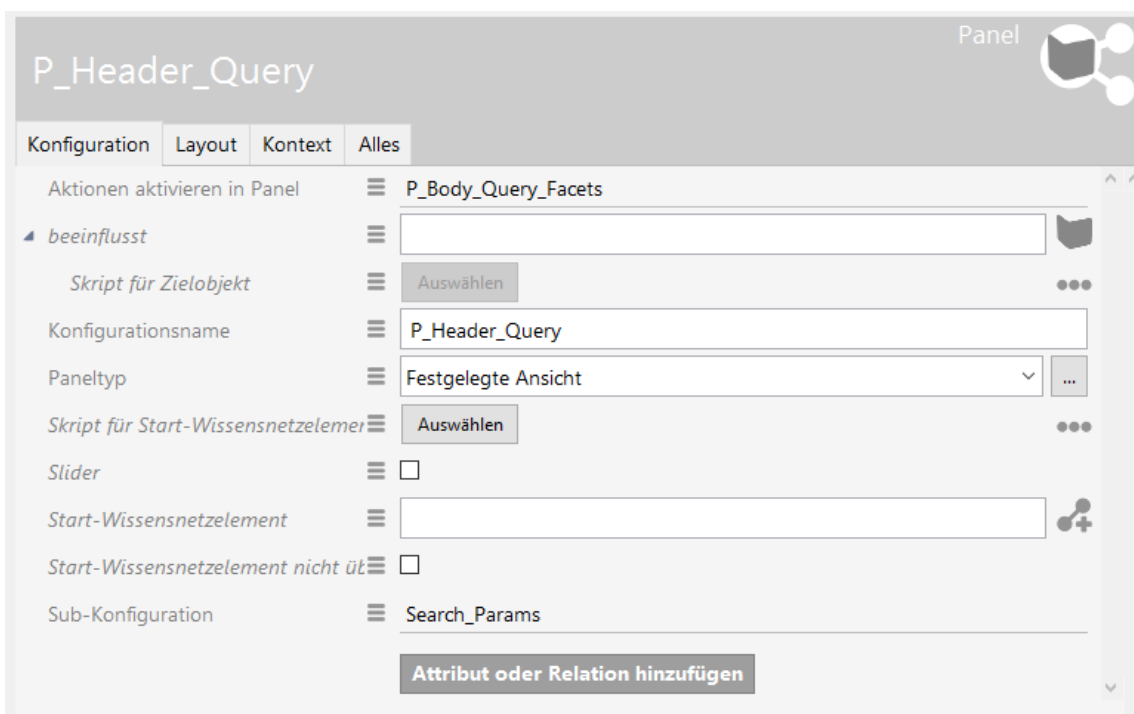 Panel
P_Header_Query
Konfiguration Layout Kontext Alles
Aktionen aktivieren in Panel P_Body_Query_Facets
beeinflusst
Skript für Zielobjekt Auswählen
Konfigurationsname P_Header_Query
Paneltyp Festgelegte Ansicht ...
Skript für Start-Wissensnetzelemer Auswählen
Slider
Start-Wissensnetzelement
Start-Wissensnetzelement nicht üb
Sub-Konfiguration Search_Params
Attribut oder Relation hinzufügen